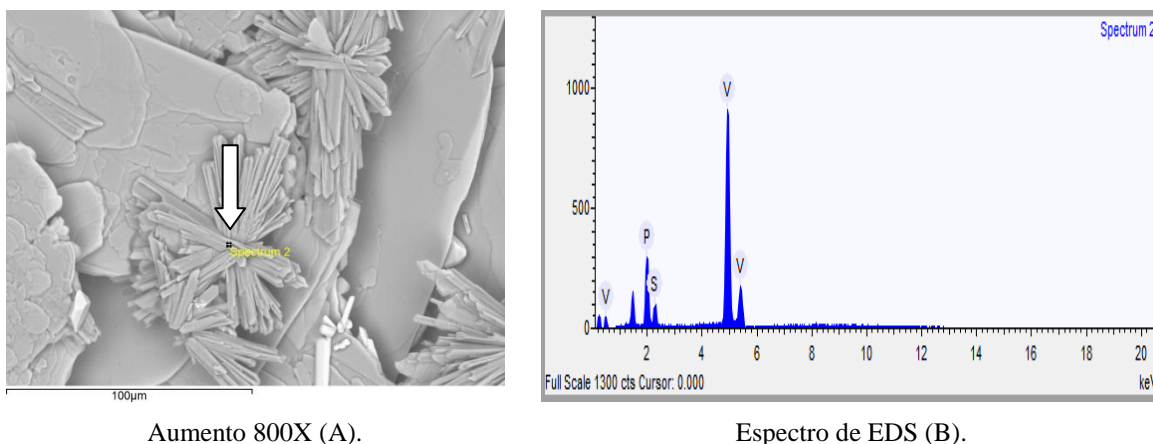 Spectrum 2
100µm
Spectrum 2
1000
500
0
V
P
S
V
V
2 4 6 8 10 12 14 16 18 20
Full Scale 1300 cts Cursor: 0.000
keV
Aumento 800X (A).
Espectro de EDS (B).